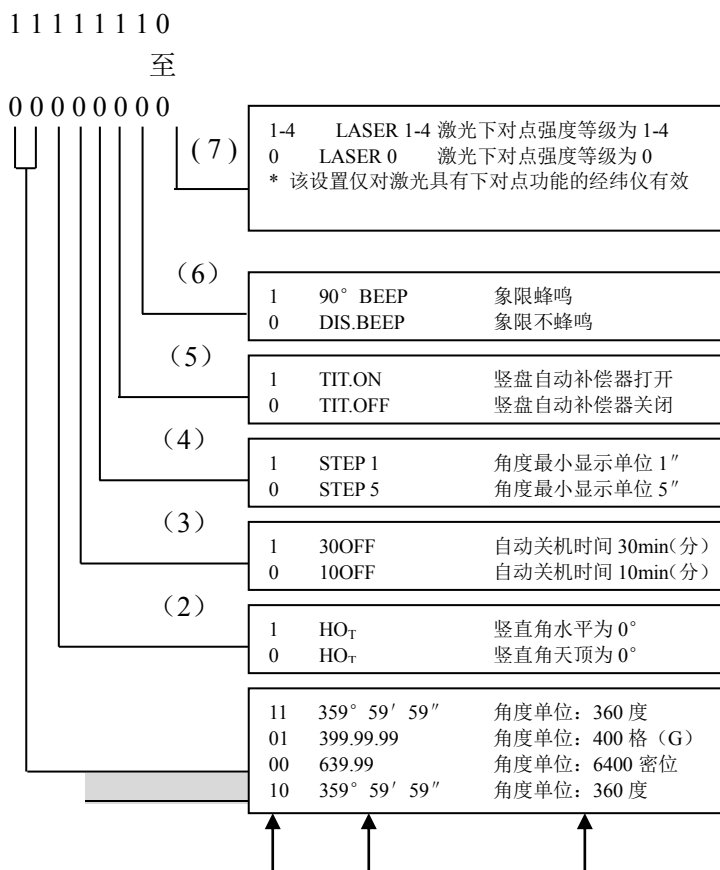 1 1 1 1 1 1 1 0
至
0 0 0 0 0 0 0 0
(7)
1-4 LASER 1-4 激光下对点强度等级为 1-4
0 LASER 0 激光下对点强度等级为 0
* 该设置仅对激光具有下对点功能的经纬仪有效
（6）
1 90° BEEP 象限蜂鸣
0 DIS.BEEP 象限不蜂鸣
（5）
1 TIT.ON 竖盘自动补偿器打开
0 TIT.OFF 竖盘自动补偿器关闭
（4）
1 STEP 1 角度最小显示单位 1″
0 STEP 5 角度最小显示单位 5″
（3）
1 30OFF 自动关机时间 30min(分)
0 10OFF 自动关机时间 10min(分)
（2）
1 HOT 竖直角水平为 0°
0 HOT 竖直角天顶为 0°
11 359° 59′ 59″ 角度单位：360 度
01 399.99.99 角度单位：400 格（G）
00 639.99 角度单位：6400 密位
10 359° 59′ 59″ 角度单位：360 度